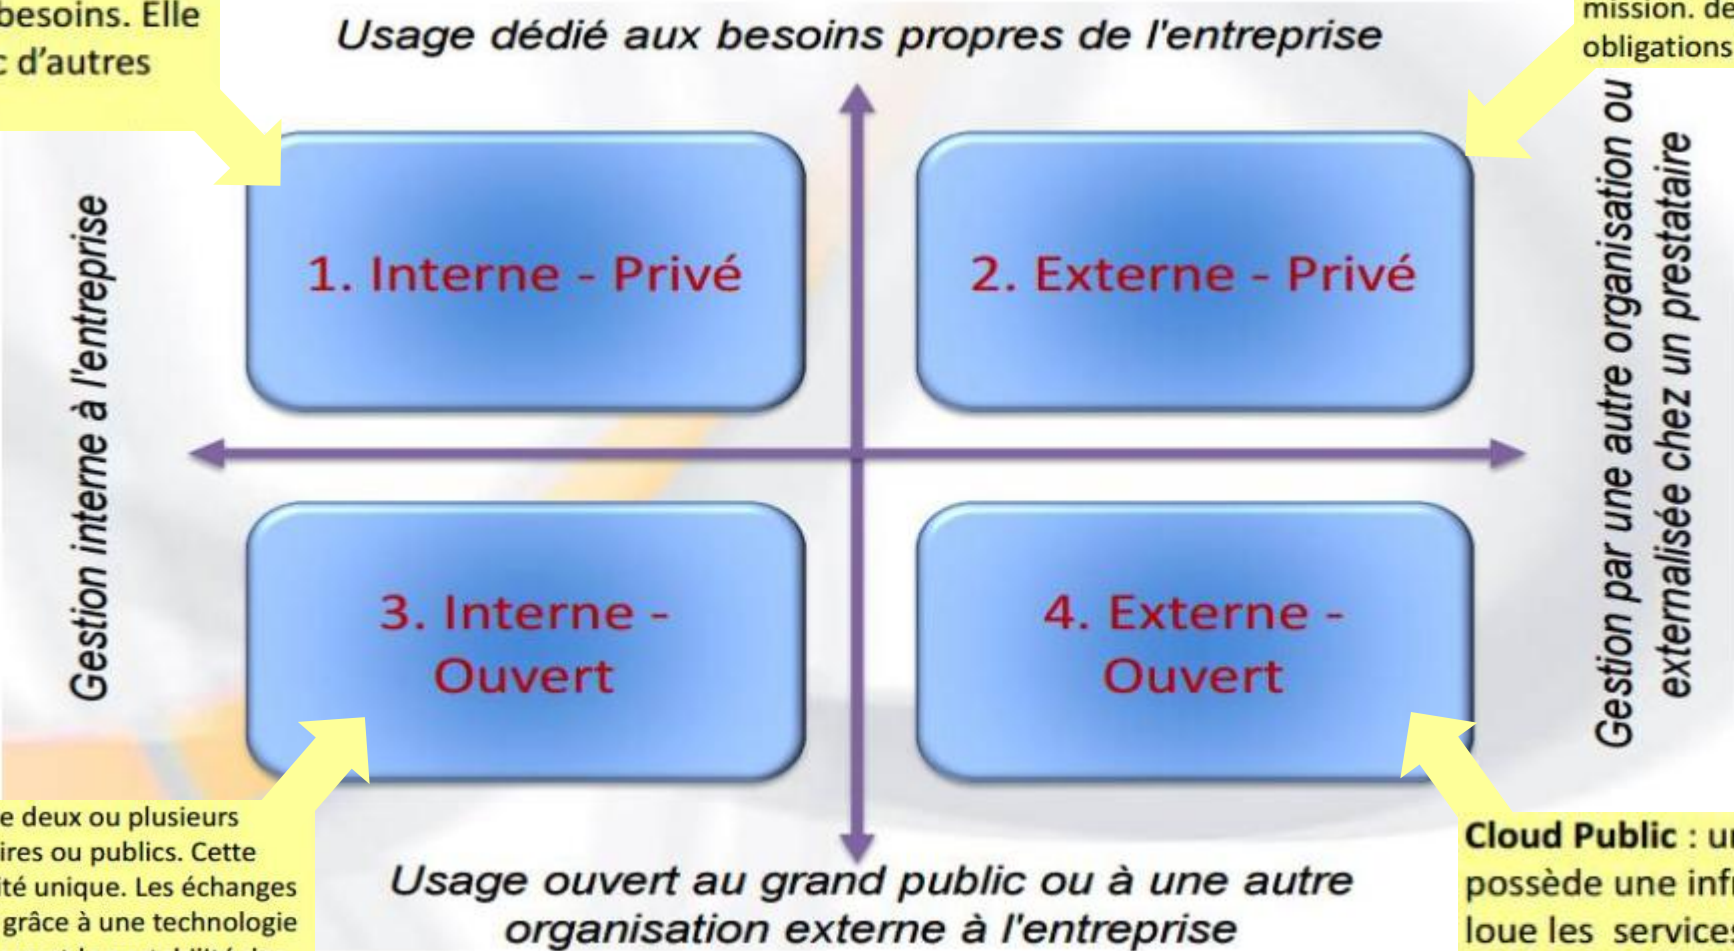 besoins. Elle
d'autres
Usage dédié aux besoins propres de l'entreprise
mission. de
obligations
Gestion interne à l'entreprise
1. Interne - Privé
2. Externe - Privé
Gestion par une autre organisation ou
externalisée chez un prestataire
3. Interne -
Ouvert
4. Externe -
Ouvert
e deux ou plusieurs
ires ou publics. Cette
ité unique. Les échanges
grâce à une technologie
Usage ouvert au grand public ou à une autre
organisation externe à l'entreprise
Cloud Public : u
possède une inf
loue les service